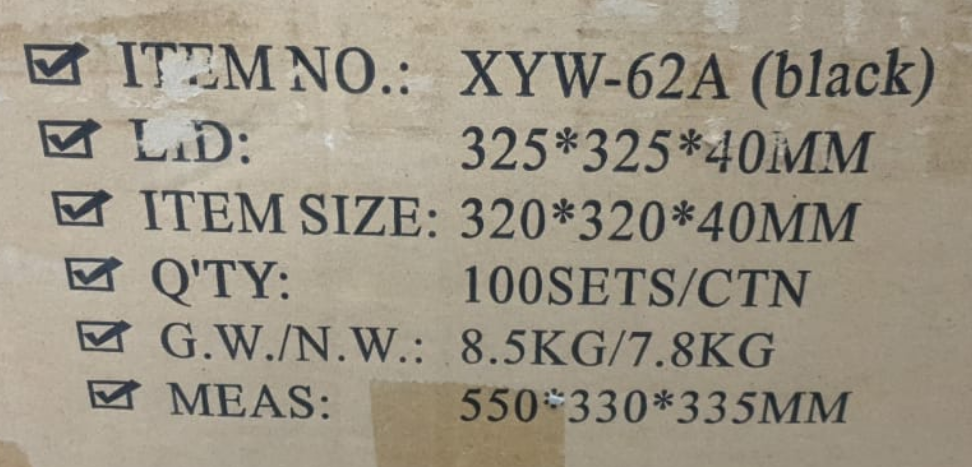 ☑ ITEM NO.: XYW-62A (black)
☑ LID: 325*325*40MM
☑ ITEM SIZE: 320*320*40MM
☑ Q'TY: 100SETS/CTN
☑ G.W./N.W.: 8.5KG/7.8KG
☑ MEAS: 550*330*335MM